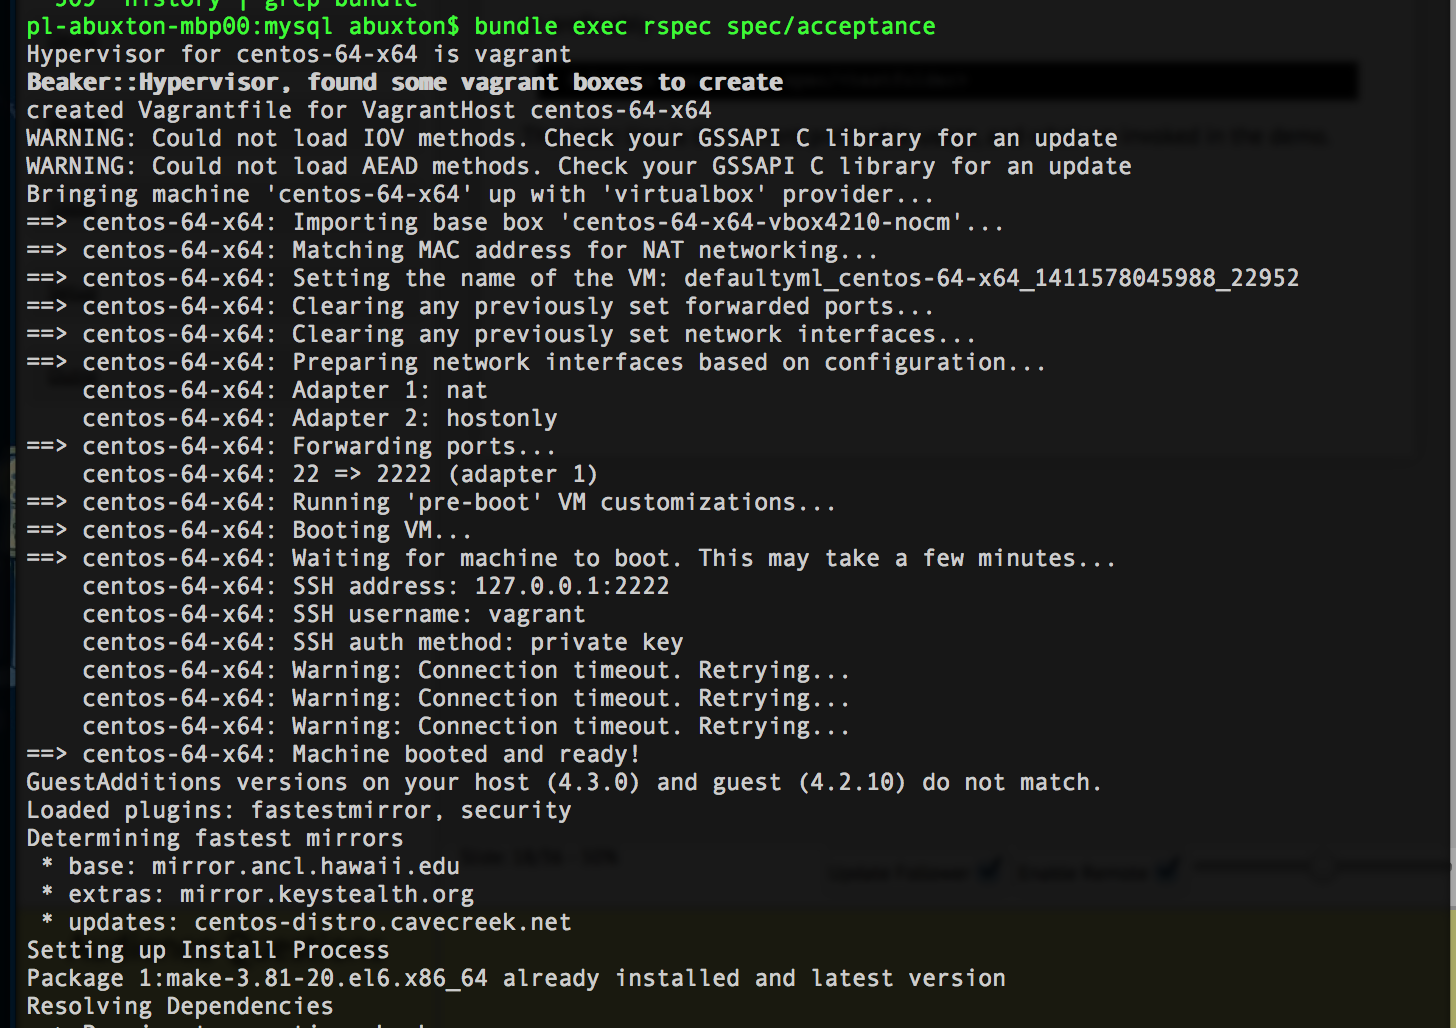 309 history | grep bundle
pl-abuxton-mbp00:mysql abuxton$ bundle exec rspec spec/acceptance
Hypervisor for centos-64-x64 is vagrant
Beaker::Hypervisor, found some vagrant boxes to create
created Vagrantfile for VagrantHost centos-64-x64
WARNING: Could not load IOV methods. Check your GSSAPI C library for an update
WARNING: Could not load AEAD methods. Check your GSSAPI C library for an update
Bringing machine 'centos-64-x64' up with 'virtualbox' provider...
==> centos-64-x64: Importing base box 'centos-64-x64-vbox4210-nocm'...
==> centos-64-x64: Matching MAC address for NAT networking...
==> centos-64-x64: Setting the name of the VM: defaultyml_centos-64-x64_1411578045988_22952
==> centos-64-x64: Clearing any previously set forwarded ports...
==> centos-64-x64: Clearing any previously set network interfaces...
==> centos-64-x64: Preparing network interfaces based on configuration...
    centos-64-x64: Adapter 1: nat
    centos-64-x64: Adapter 2: hostonly
==> centos-64-x64: Forwarding ports...
    centos-64-x64: 22 => 2222 (adapter 1)
==> centos-64-x64: Running 'pre-boot' VM customizations...
==> centos-64-x64: Booting VM...
==> centos-64-x64: Waiting for machine to boot. This may take a few minutes...
    centos-64-x64: SSH address: 127.0.0.1:2222
    centos-64-x64: SSH username: vagrant
    centos-64-x64: SSH auth method: private key
    centos-64-x64: Warning: Connection timeout. Retrying...
    centos-64-x64: Warning: Connection timeout. Retrying...
    centos-64-x64: Warning: Connection timeout. Retrying...
==> centos-64-x64: Machine booted and ready!
GuestAdditions versions on your host (4.3.0) and guest (4.2.10) do not match.
Loaded plugins: fastestmirror, security
Determining fastest mirrors
 * base: mirror.ancl.hawaii.edu
 * extras: mirror.keystealth.org
 * updates: centos-distro.cavecreek.net
Setting up Install Process
Package 1:make-3.81-20.el6.x86_64 already installed and latest version
Resolving Dependencies